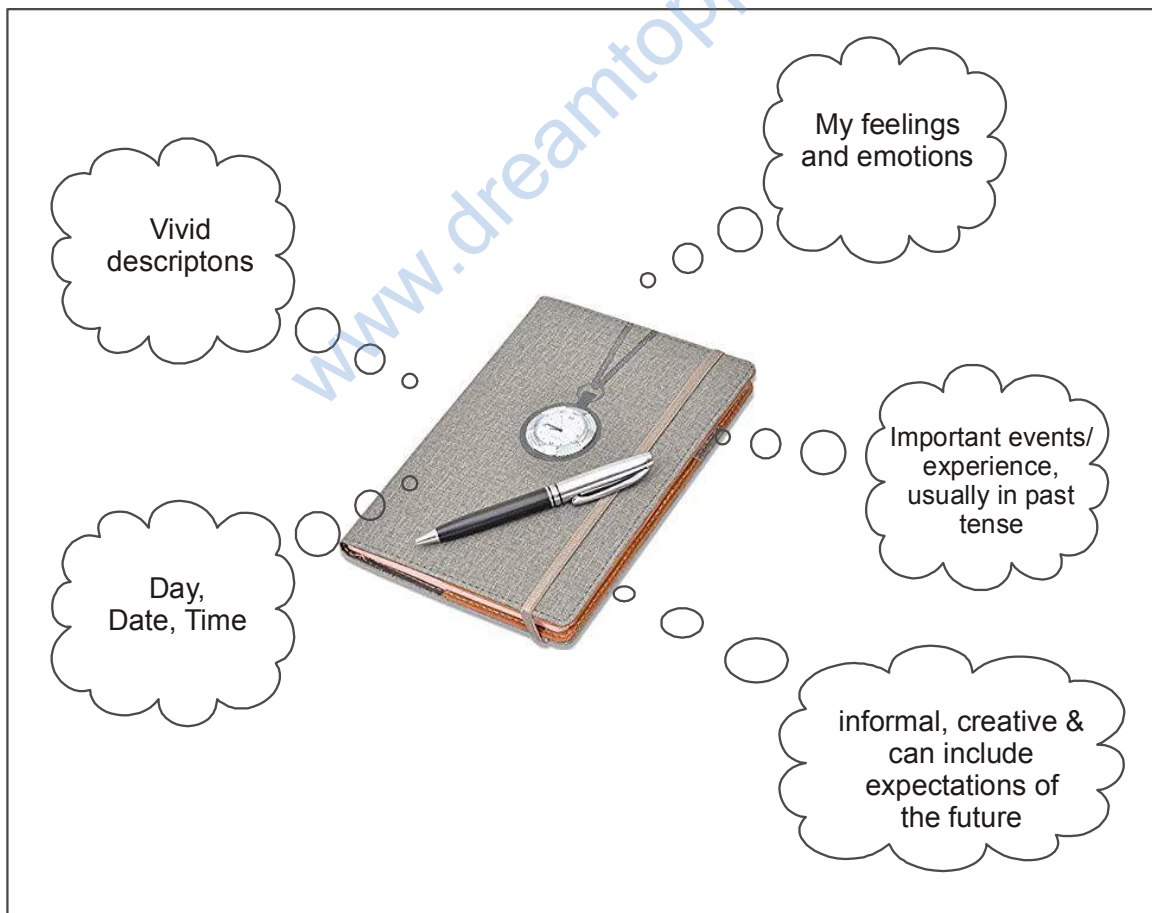 My feelings
and emotions
Vivid
descriptons
Important events/
experience,
usually in past
tense
Day,
Date, Time
informal, creative &
can include
expectations of
the future
www.dreamtop